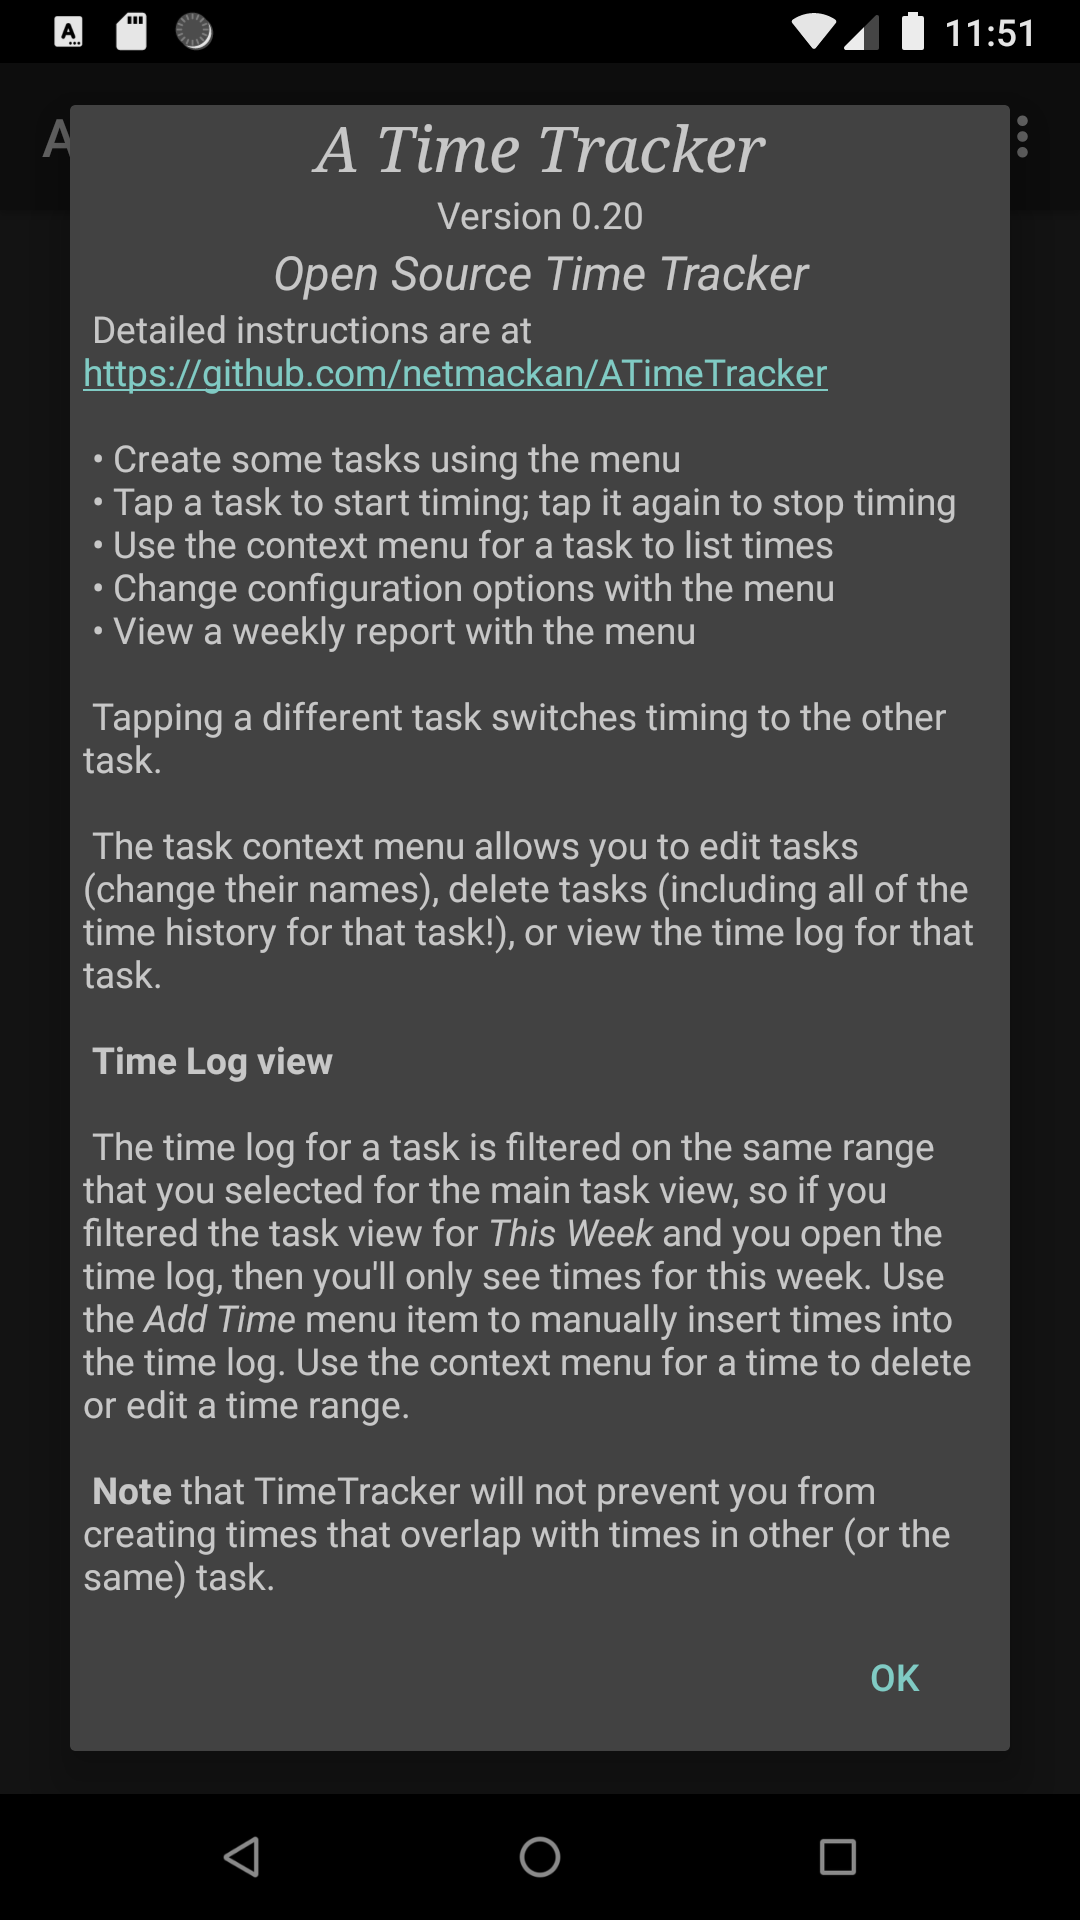 11:51
A
A Time Tracker
Version 0.20
Open Source Time Tracker
Detailed instructions are at
https://github.com/netmackan/ATimeTracker
• Create some tasks using the menu
• Tap a task to start timing; tap it again to stop timing
• Use the context menu for a task to list times
• Change configuration options with the menu
• View a weekly report with the menu
Tapping a different task switches timing to the other
task.
The task context menu allows you to edit tasks
(change their names), delete tasks (including all of the
time history for that task!), or view the time log for that
task.
Time Log view
The time log for a task is filtered on the same range
that you selected for the main task view, so if you
filtered the task view for This Week and you open the
time log, then you'll only see times for this week. Use
the Add Time menu item to manually insert times into
the time log. Use the context menu for a time to delete
or edit a time range.
Note that TimeTracker will not prevent you from
creating times that overlap with times in other (or the
same) task.
OK